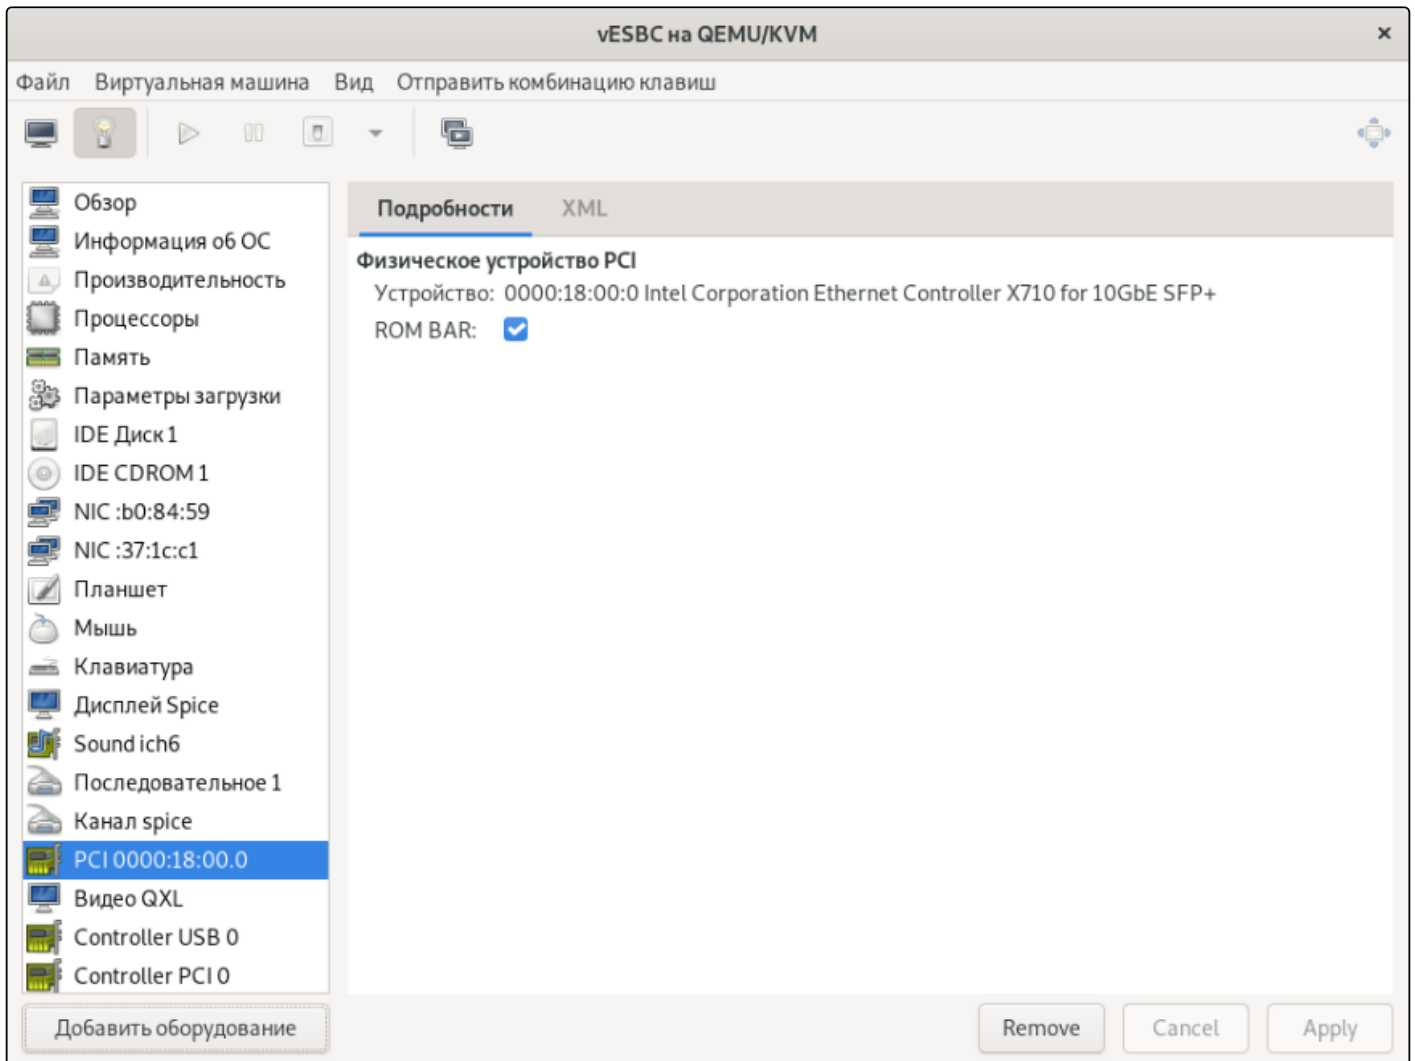 vESBC на QEMU/KVM
Файл Виртуальная машина Вид Отправить комбинацию клавиш
Обзор
Информация об ОС
Производительность
Процессоры
Память
Параметры загрузки
IDE Диск 1
IDE CDROM 1
NIC :b0:84:59
NIC :37:1c:c1
Планшет
Мышь
Клавиатура
Дисплей Spice
Sound ich6
Последовательное 1
Канал spice
PCI 0000:18:00.0
Видео QXL
Controller USB 0
Controller PCI 0
Добавить оборудование
Подробности XML
Физическое устройство PCI
Устройство: 0000:18:00:0 Intel Corporation Ethernet Controller X710 for 10GbE SFP+
ROM BAR:
Remove Cancel Apply